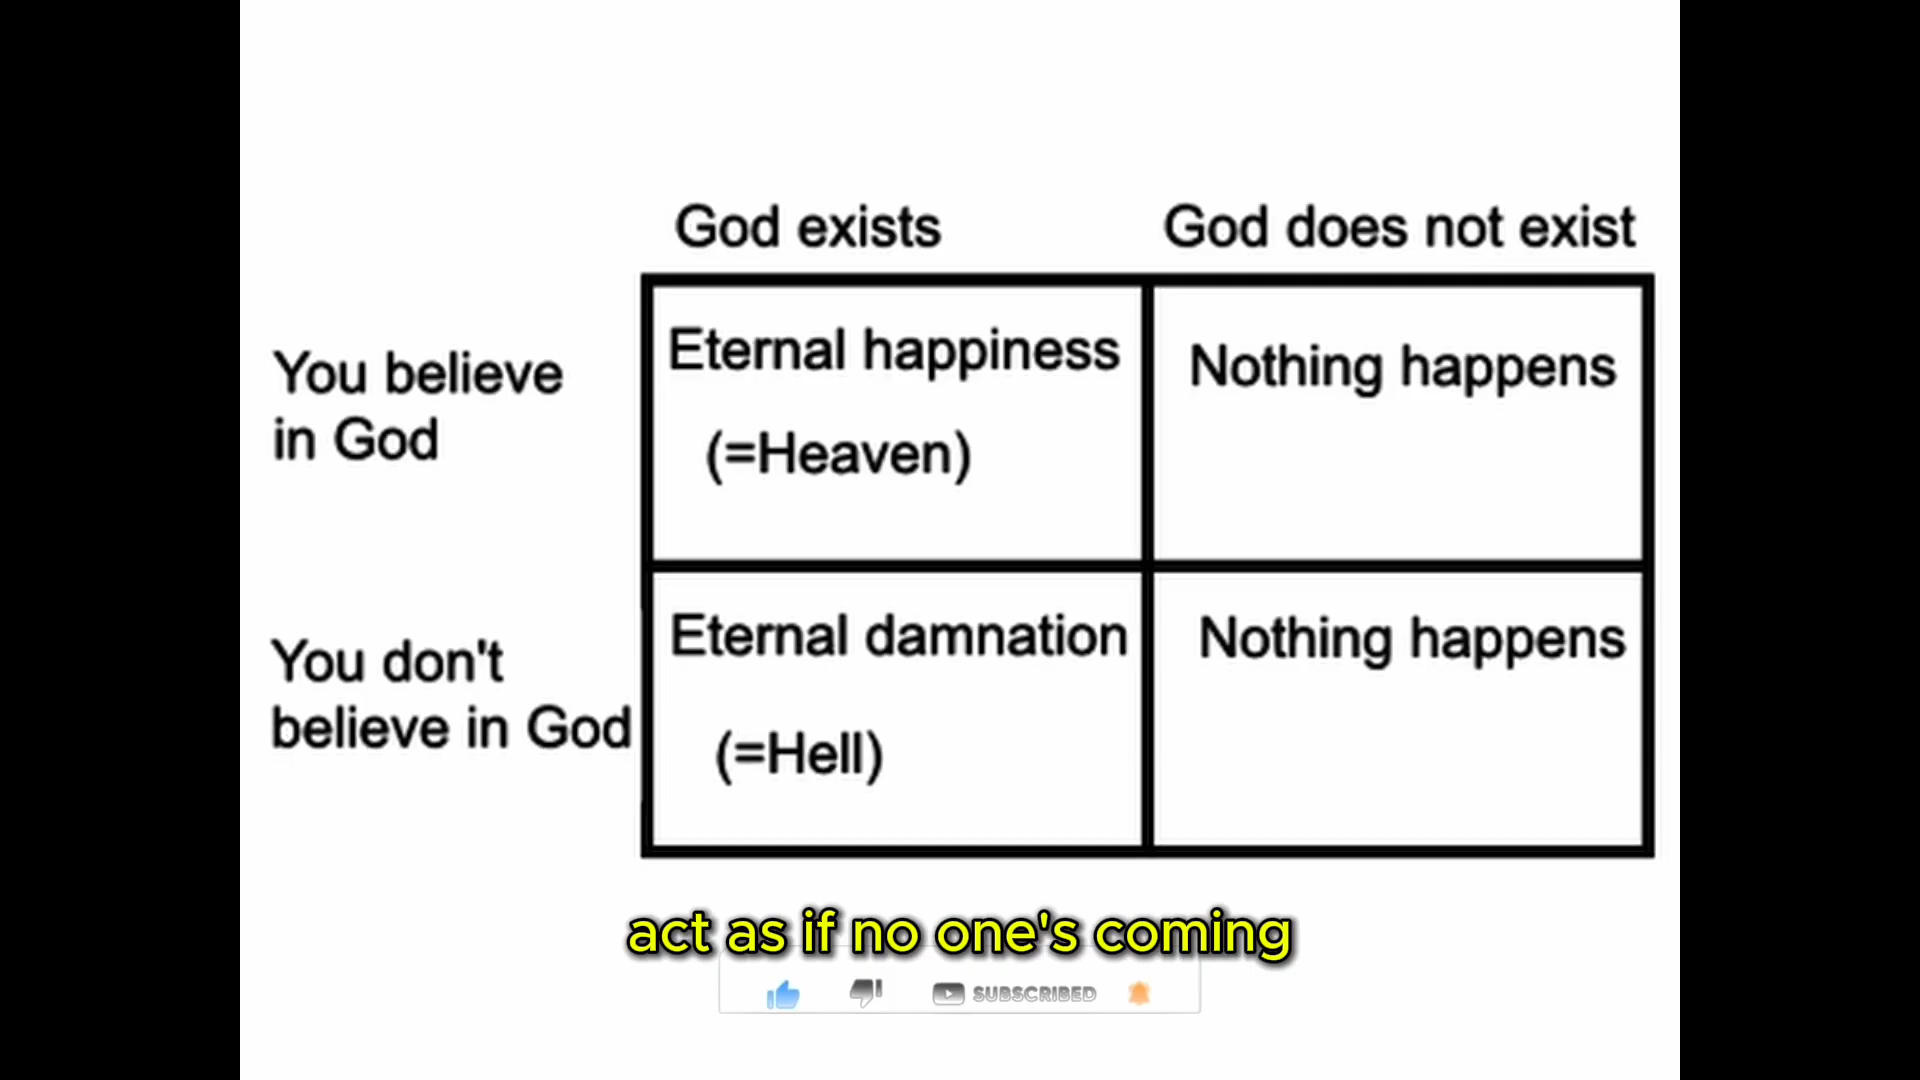 God exists
God does not exist
You believe
in God
Eternal happiness
(=Heaven)
Nothing happens
You don't
believe in God
Eternal damnation
(=Hell)
Nothing happens
act as if no one's coming
SUBSCRIBED